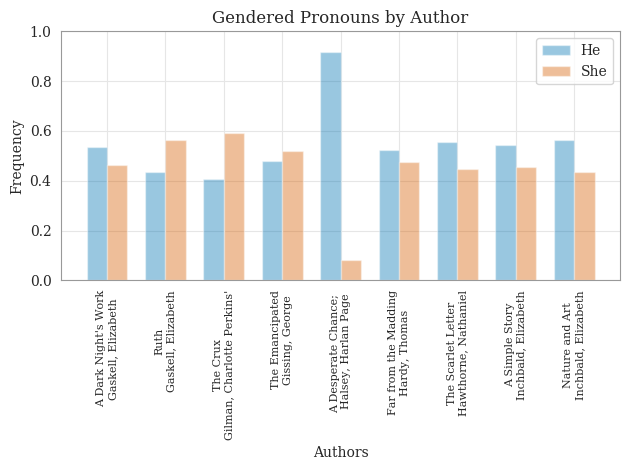 Gendered Pronouns by Author
He
She
Frequency
1.0
0.8
0.6
0.4
0.2
0.0
A Dark Night's Work
Gaskell, Elizabeth
Ruth
Gaskell, Elizabeth
The Crux
Gilman, Charlotte Perkins'
The Emancipated
Gissing, George
A Desperate Chance;
Halsey, Harlan Page
Far from the Madding
Hardy, Thomas
The Scarlet Letter
Hawthorne, Nathaniel
A Simple Story
Inchbald, Elizabeth
Nature and Art
Inchbald, Elizabeth
Authors